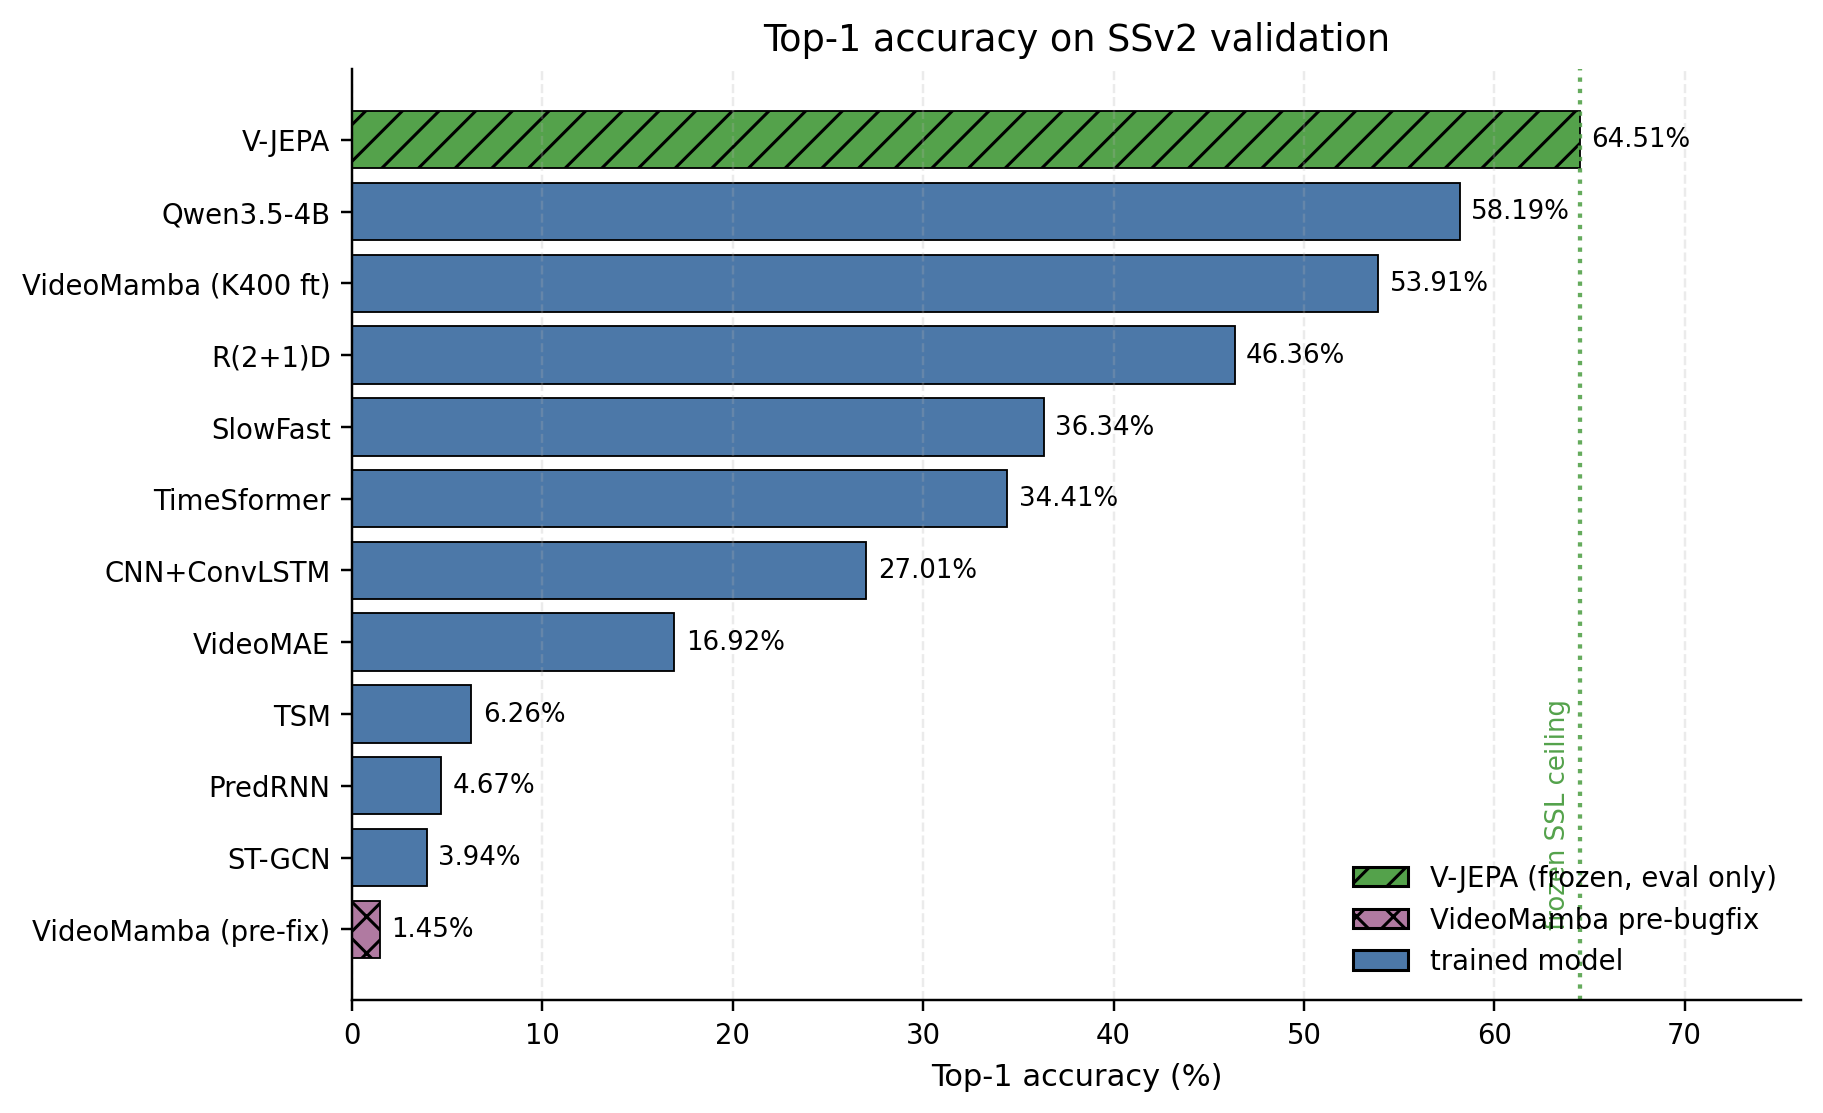 Top-1 accuracy on SSv2 validation
V-JEPA
64.51%
Qwen3.5-4B
58.19%
VideoMamba (K400 ft)
53.91%
R(2+1)D
46.36%
SlowFast
36.34%
TimeSformer
34.41%
CNN+ConvLSTM
27.01%
VideoMAE
16.92%
TSM
6.26%
PredRNN
4.67%
ST-GCN
3.94%
VideoMamba (pre-fix)
1.45%
frozen SSL ceiling
V-JEPA (frozen, eval only)
VideoMamba pre-bugfix
trained model
0 10 20 30 40 50 60 70
Top-1 accuracy (%)